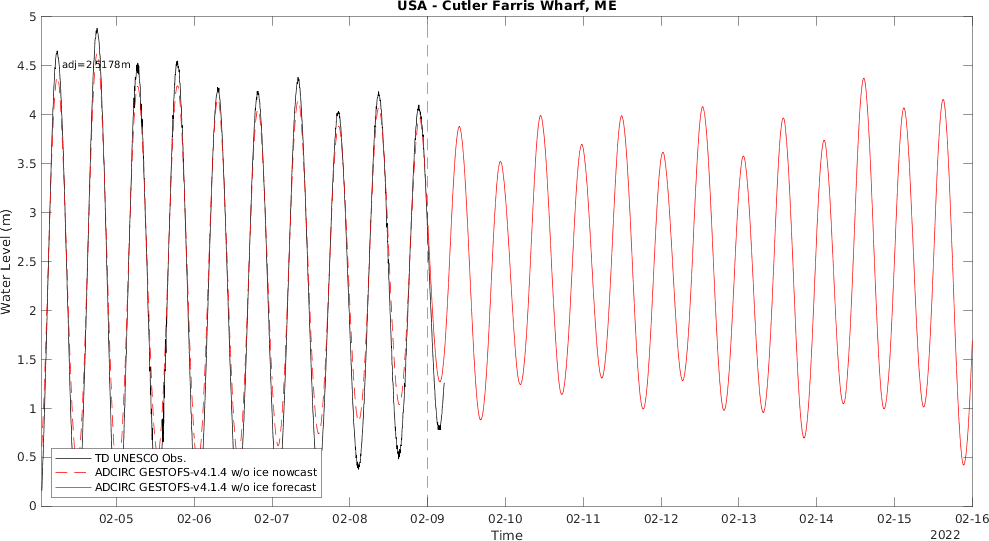 USA - Cutler Farris Wharf, ME
5
4.5
4
3.5
3
2.5
2
1.5
1
0.5
0
Water Level (m)
adj=2.5178m
TD UNESCO Obs.
ADCIRC GESTOFS-v4.1.4 w/o ice nowcast
ADCIRC GESTOFS-v4.1.4 w/o ice forecast
02-05 02-06 02-07 02-08 02-09 02-10 02-11 02-12 02-13 02-14 02-15 02-16
Time
2022